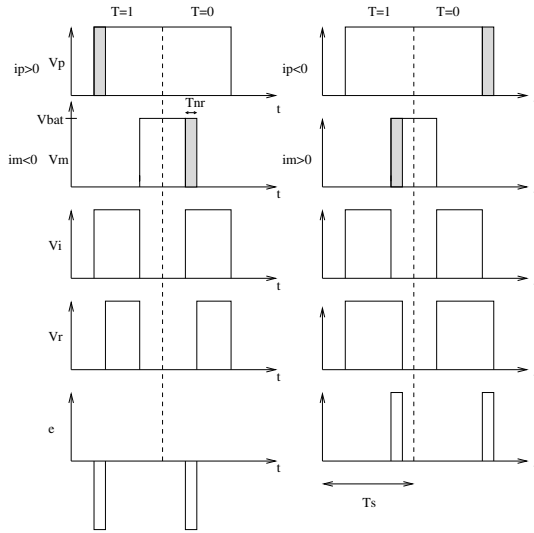 T=1 T=0 T=1 T=0
ip>0 Vp ip<0
t
Vbat Tnr
im<0 Vm im>0
t
Vi
t
Vr
t
e
t
Ts